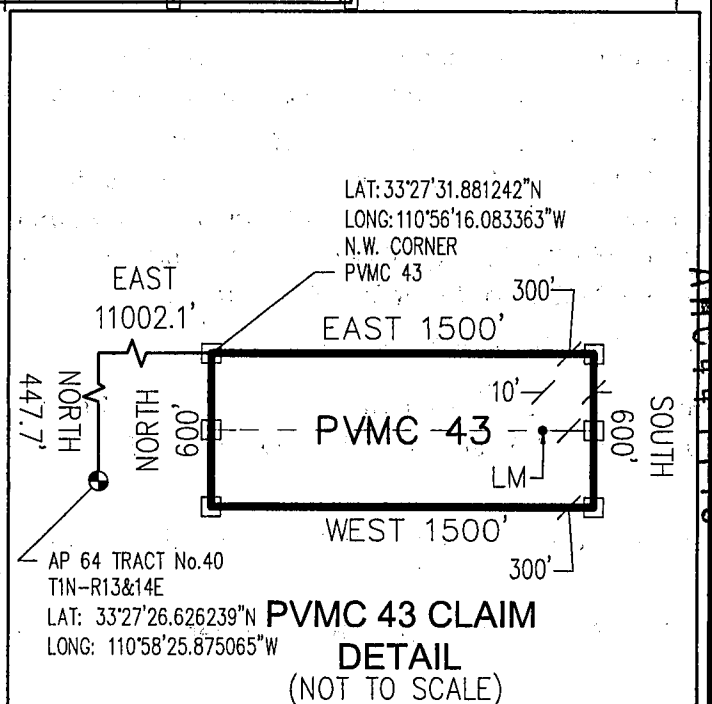 LAT: 33°27'31.881242"N
LONG: 110°56'16.083363"W
N.W. CORNER
PVMC 43
EAST
11002.1'
300'
EAST 1500'
10'
NORTH
447.7'
NORTH
600'
PVMC 43
SOUTH
600'
LM
WEST 1500'
300'
AP 64 TRACT No.40
T1N-R13&14E
LAT: 33°27'26.626239"N
LONG: 110°58'25.875065"W
PVMC 43 CLAIM
DETAIL
(NOT TO SCALE)